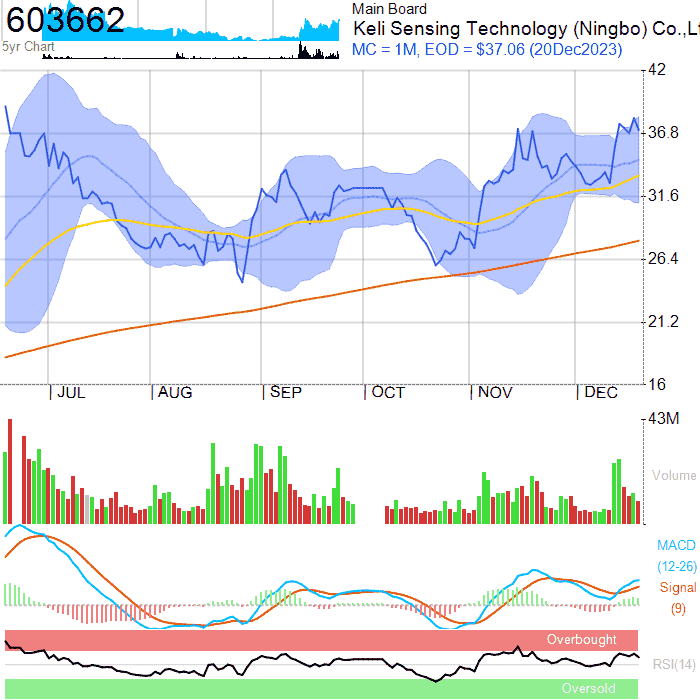 603662
5yr Chart
Main Board
Keli Sensing Technology (Ningbo) Co.,Lt
MC = 1M, EOD = $37.06 (20Dec2023)
42
36.8
31.6
26.4
21.2
16
JUL AUG SEP OCT NOV DEC
43M
Volume
MACD
(12-26)
Signal
(9)
Overbought
RSI(14)
Oversold